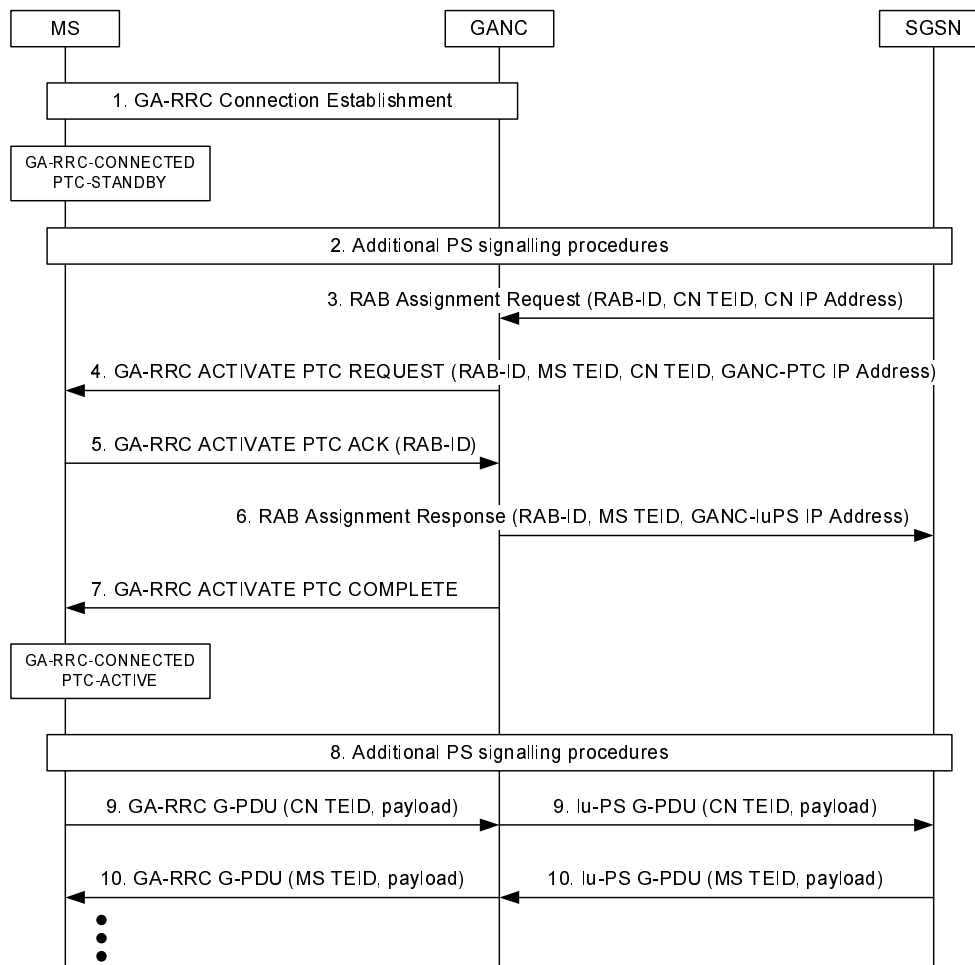 MS
GANC
SGSN
1. GA-RRC Connection Establishment
GA-RRC-CONNECTED
PTC-STANDBY
2. Additional PS signalling procedures
3. RAB Assignment Request (RAB-ID, CN TEID, CN IP Address)
4. GA-RRC ACTIVATE PTC REQUEST (RAB-ID, MS TEID, CN TEID, GANC-PTC IP Address)
5. GA-RRC ACTIVATE PTC ACK (RAB-ID)
6. RAB Assignment Response (RAB-ID, MS TEID, GANC-IuPS IP Address)
7. GA-RRC ACTIVATE PTC COMPLETE
GA-RRC-CONNECTED
PTC-ACTIVE
8. Additional PS signalling procedures
9. GA-RRC G-PDU (CN TEID, payload)
9. Iu-PS G-PDU (CN TEID, payload)
10. GA-RRC G-PDU (MS TEID, payload)
10. Iu-PS G-PDU (MS TEID, payload)